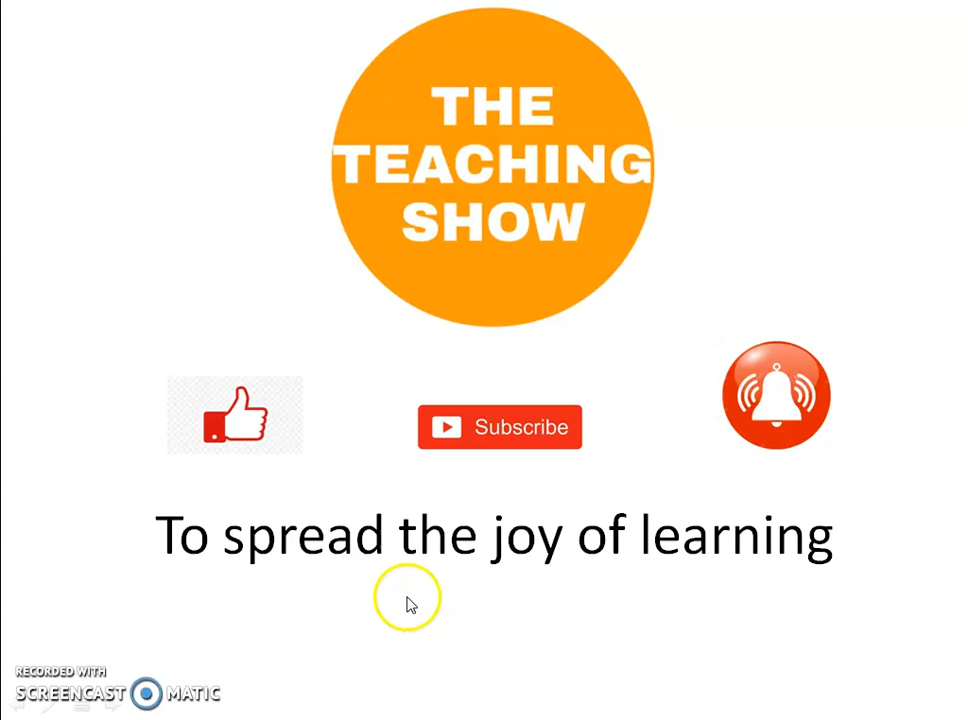 THE
TEACHING
SHOW
Subscribe
To spread the joy of learning
RECORDED WITH
SCREENCAST MATIC